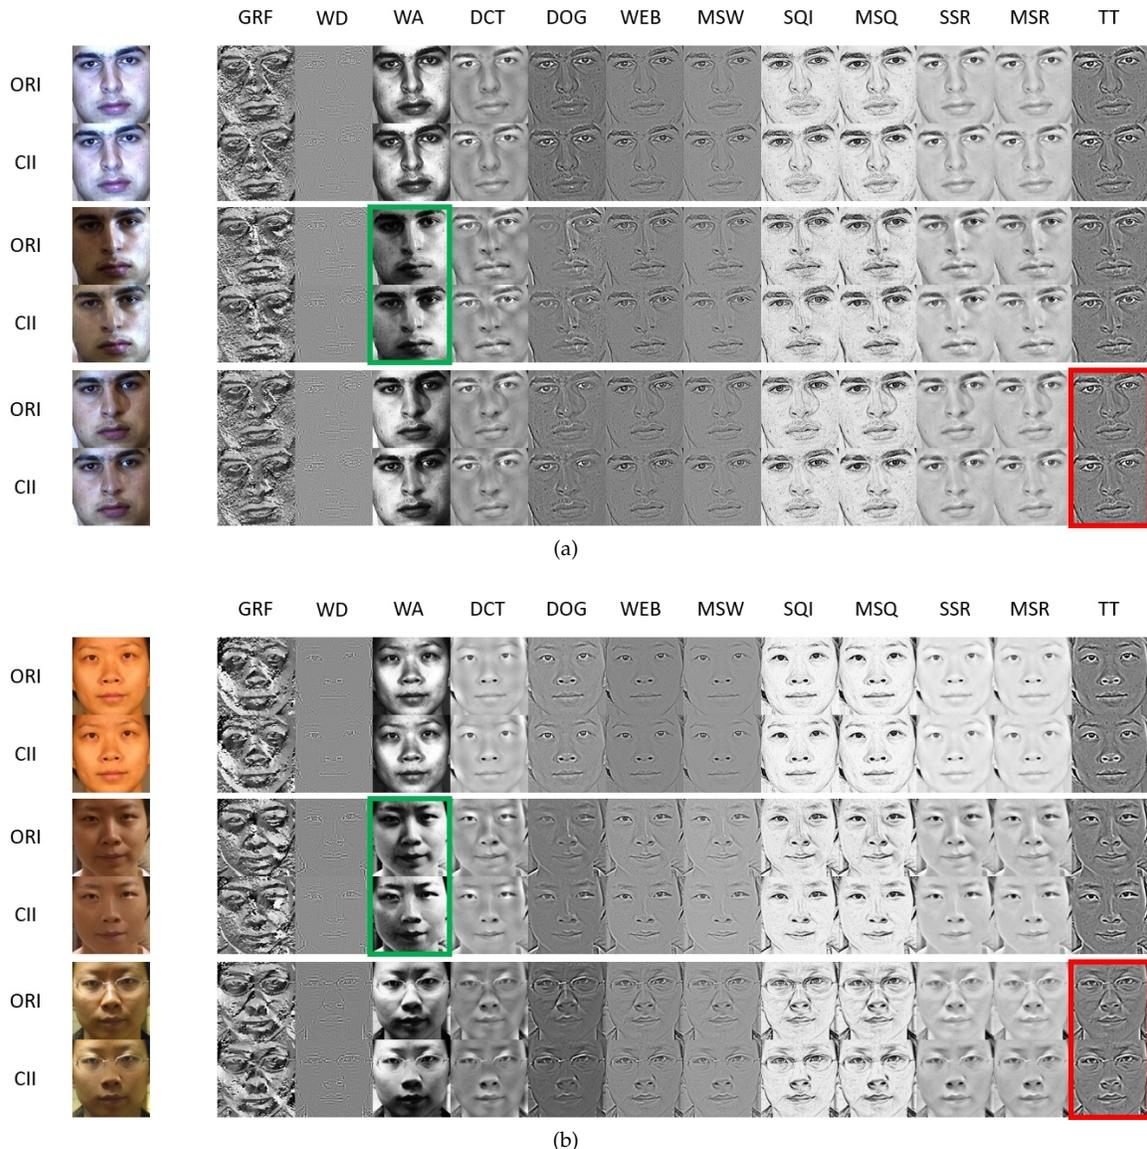 GRF WD WA DCT DOG WEB MSW SQI MSQ SSR MSR TT
ORI
CII
ORI
CII
ORI
CII
(a)
GRF WD WA DCT DOG WEB MSW SQI MSQ SSR MSR TT
ORI
CII
ORI
CII
ORI
CII
(b)